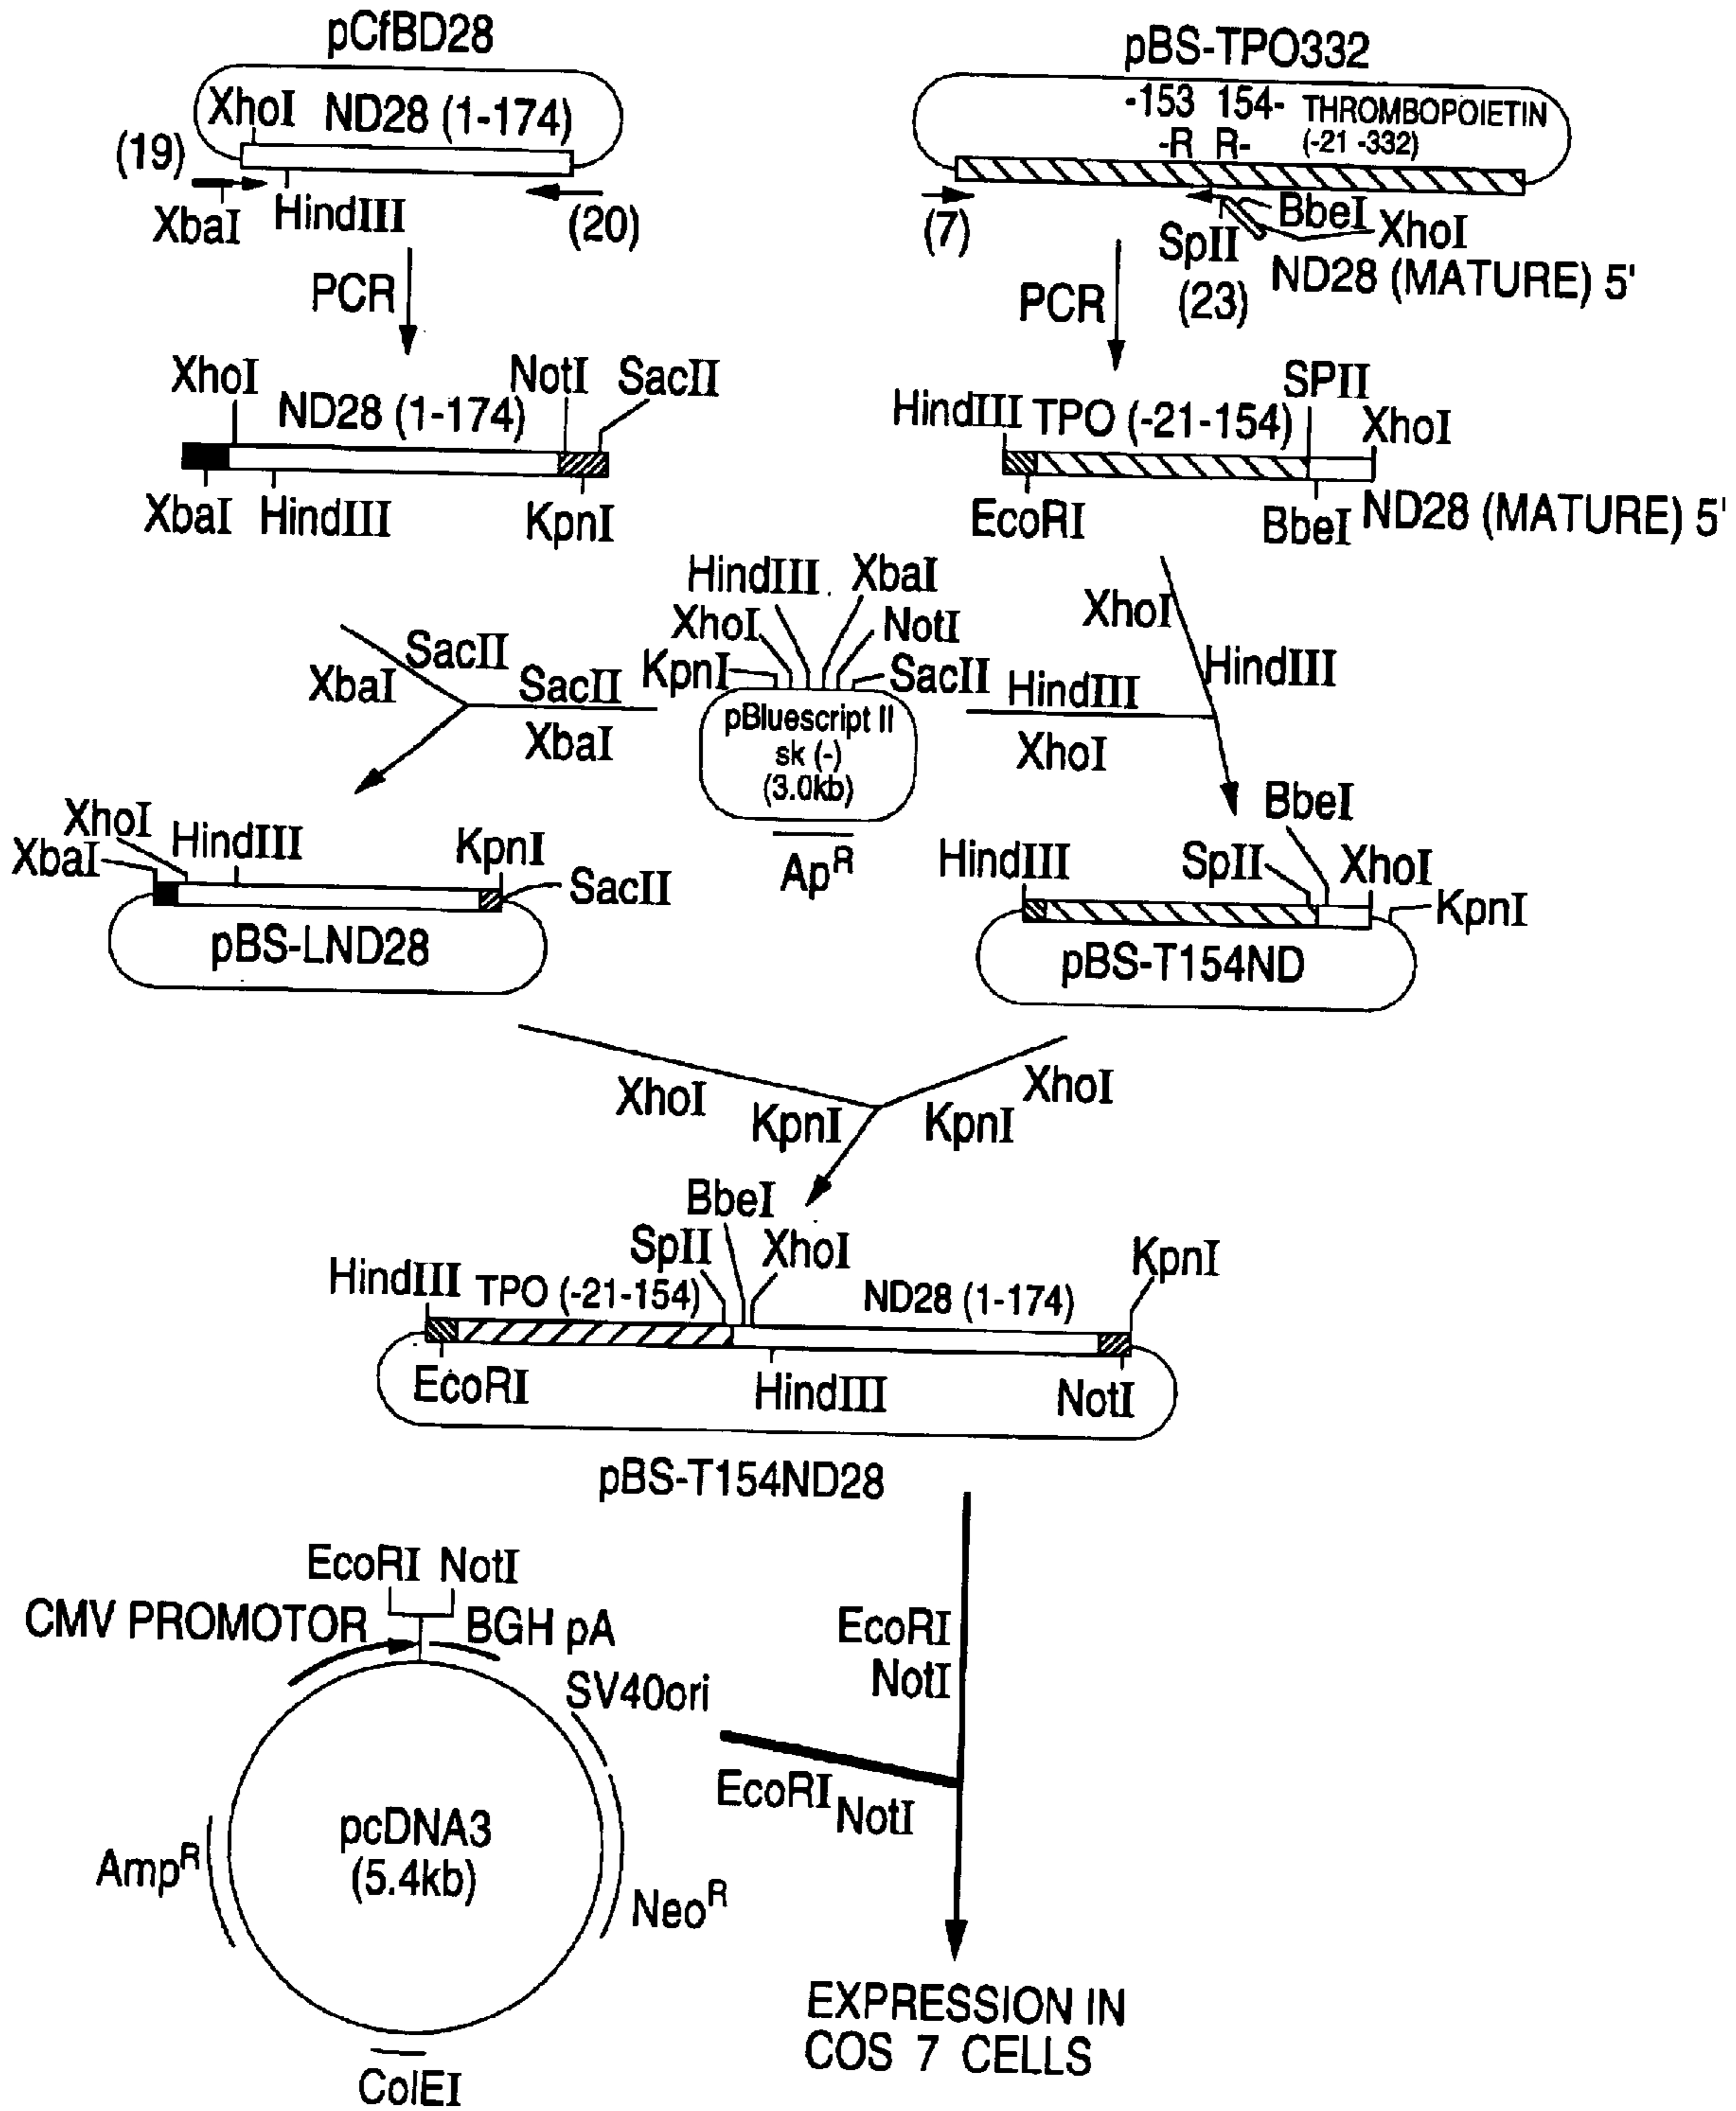 pCfBD28
XhoI ND28 (1-174)
(19)
XbaI HindIII
(20)
PCR
pBS-TPO332
-153 154- THROMBOPOIETIN
-R R- (-21 -332)
(7)
BbeI
SpII XhoI
ND28 (MATURE) 5'
(23)
PCR
XhoI NotI SacII
ND28 (1-174)
XbaI HindIII KpnI
SPII
HindIII TPO (-21-154) XhoI
EcoRI BbeI ND28 (MATURE) 5'
HindIII XbaI
XhoI NotI
KpnI SacII
pBluescript II
sk (-)
(3.0kb)
Ap^R
SacII
XbaI
SacII
XbaI
XhoI
HindIII
HindIII
XhoI
XhoI
XbaI HindIII KpnI
SacII
pBS-LND28
BbeI
HindIII SpII XhoI
KpnI
pBS-T154ND
XhoI
KpnI
XhoI
KpnI
BbeI
SpII XhoI
KpnI
HindIII TPO (-21-154) ND28 (1-174)
EcoRI HindIII NotI
pBS-T154ND28
EcoRI NotI
CMV PROMOTOR BGH pA
SV40ori
pcDNA3
(5.4kb)
Amp^R
Neo^R
ColEI
EcoRI
NotI
EcoRI
NotI
EXPRESSION IN
COS 7 CELLS